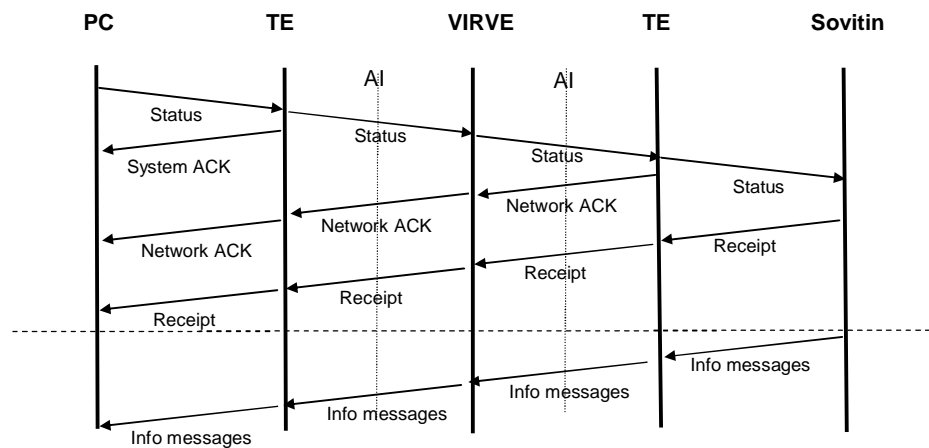 PC TE VIRVE TE Sovitin
AI AI
Status
Status
Status
System ACK
Status
Network ACK
Network ACK
Network ACK
Receipt
Receipt
Receipt
Receipt
Info messages
Info messages
Info messages
Info messages